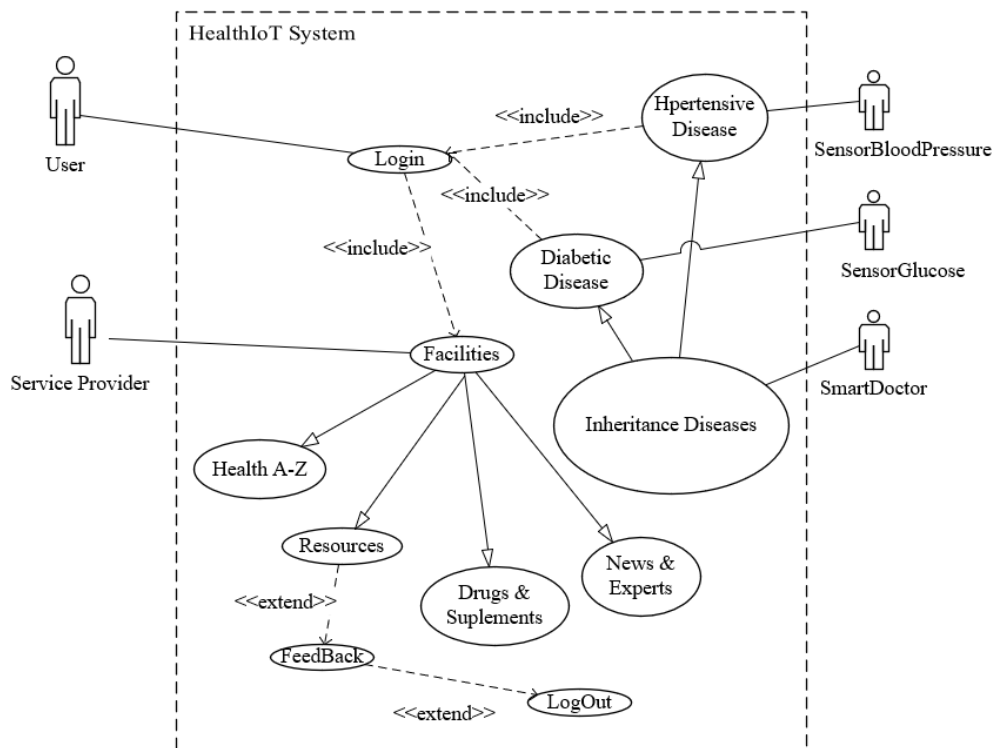 HealthIoT System
User
Login
<<include>>
Hpertensive
Disease
SensorBloodPressure
<<include>>
<<include>>
Diabetic
Disease
SensorGlucose
Service Provider
Facilities
SmartDoctor
Inheritance Diseases
Health A-Z
Resources
Drugs &
Suplements
News &
Experts
<<extend>>
FeedBack
<<extend>>
LogOut